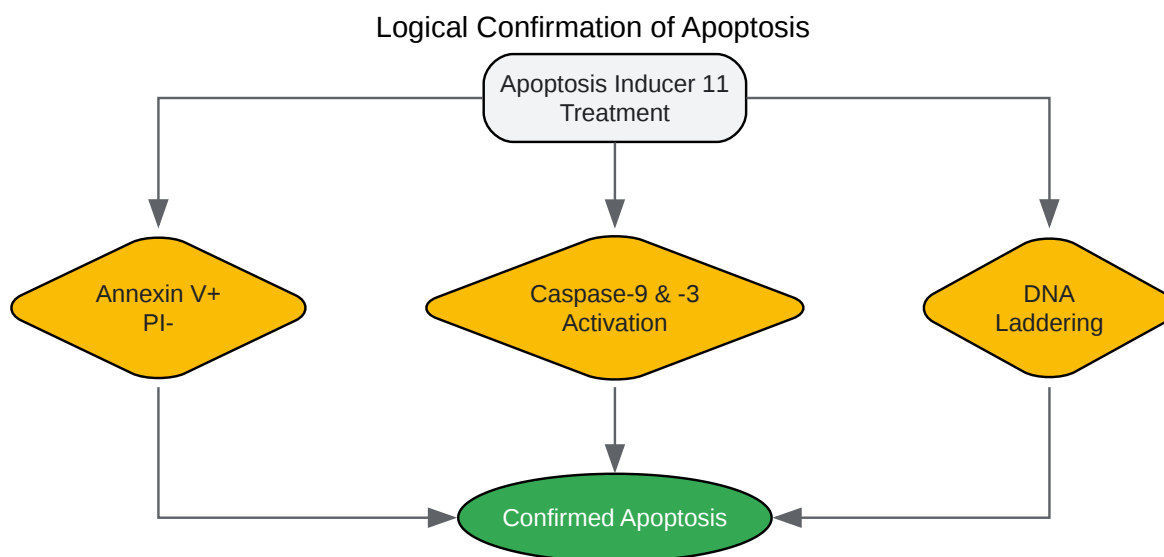 Logical Confirmation of Apoptosis
Apoptosis Inducer 11
Treatment
Annexin V+
PI-
Caspase-9 & -3
Activation
DNA
Laddering
Confirmed Apoptosis